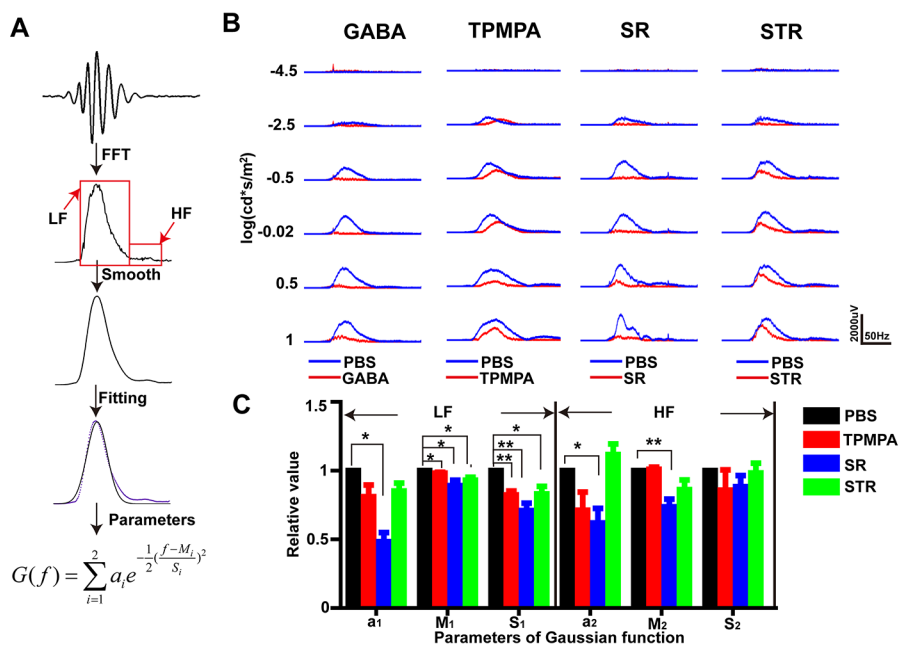 A
FFT
LF
HF
Smooth
Fitting
Parameters
G(f) = \sum_{i=1}^{2} a_i e^{-\frac{1}{2}(\frac{f-M_i}{S_i})^2}
B
GABA TPMPA SR STR
log(cd*s/m²)
-4.5
-2.5
-0.5
-0.02
0.5
1
2000uV
50Hz
PBS PBS PBS PBS
GABA TPMPA SR STR
C
LF HF
Relative value
1.5
1
0.5
0
* * * * ** ** * * **
a₁ M₁ S₁ a₂ M₂ S₂
Parameters of Gaussian function
PBS
TPMPA
SR
STR